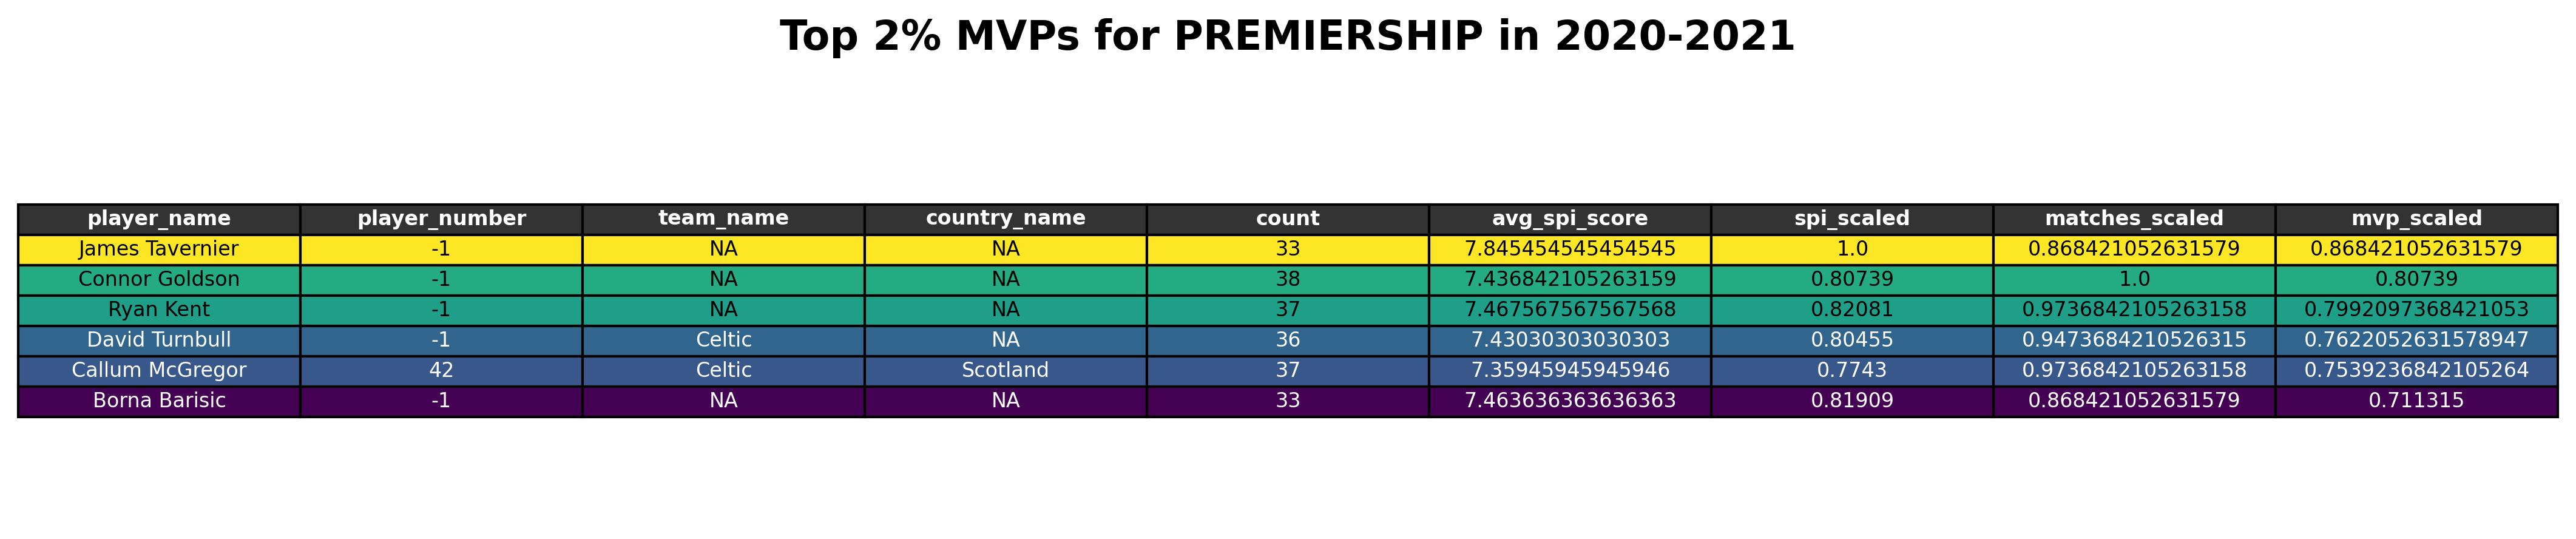 Top 2% MVPs for PREMIERSHIP in 2020-2021
player_name player_number team_name country_name count avg_spi_score spi_scaled matches_scaled mvp_scaled
James Tavernier -1 NA NA 33 7.845454545454545 1.0 0.868421052631579 0.868421052631579
Connor Goldson -1 NA NA 38 7.436842105263159 0.80739 1.0 0.80739
Ryan Kent -1 NA NA 37 7.467567567567568 0.82081 0.9736842105263158 0.7992097368421053
David Turnbull -1 Celtic NA 36 7.43030303030303 0.80455 0.9473684210526315 0.7622052631578947
Callum McGregor 42 Celtic Scotland 37 7.35945945945946 0.7743 0.9736842105263158 0.7539236842105264
Borna Barisic -1 NA NA 33 7.463636363636363 0.81909 0.868421052631579 0.711315